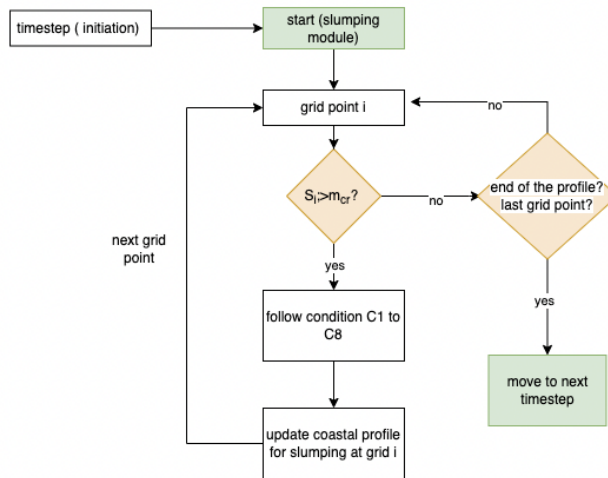 timestep ( initiation)
start (slumping
module)
grid point i
no
Sᵢ>m_cr?
no
end of the profile?
last grid point?
next grid
point
yes
yes
follow condition C1 to
C8
move to next
timestep
update coastal profile
for slumping at grid i